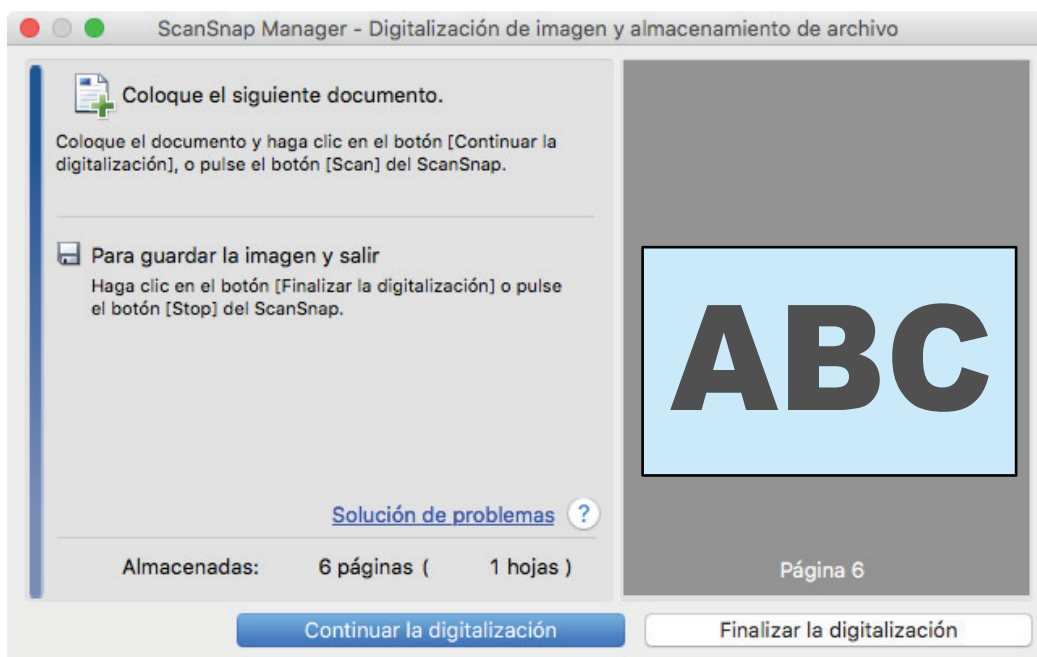 ScanSnap Manager - Digitalización de imagen y almacenamiento de archivo
Coloque el siguiente documento.
Coloque el documento y haga clic en el botón [Continuar la
digitalización], o pulse el botón [Scan] del ScanSnap.
Para guardar la imagen y salir
Haga clic en el botón [Finalizar la digitalización] o pulse
el botón [Stop] del ScanSnap.
Solución de problemas ?
Almacenadas: 6 páginas ( 1 hojas )
ABC
Página 6
Continuar la digitalización
Finalizar la digitalización